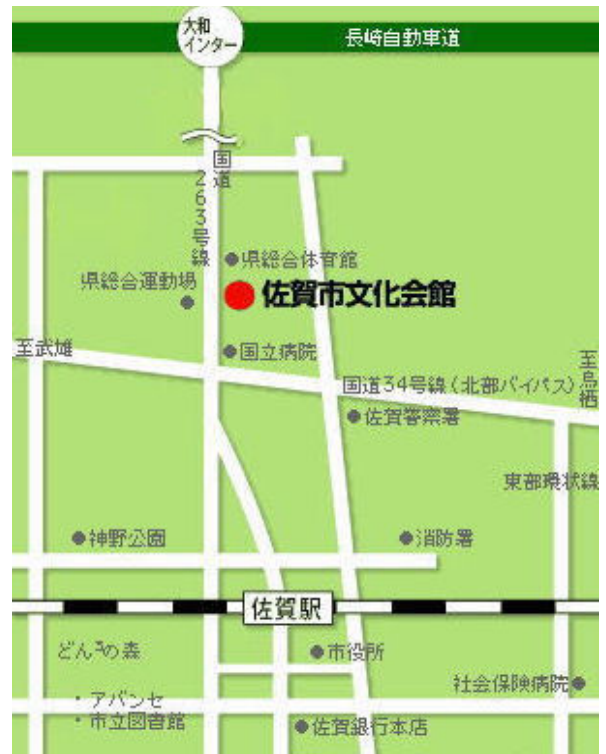 大和
インター
長崎自動車道
国道
263号線
県総合体育館
県総合運動場
佐賀市文化会館
至武雄
国立病院
至鳥栖
国道34号線(北部バイパス)
佐賀警察署
東部環状線
神野公園
消防署
佐賀駅
どん3の森
市役所
社会保険病院
・アバンセ
・市立図書館
佐賀銀行本店